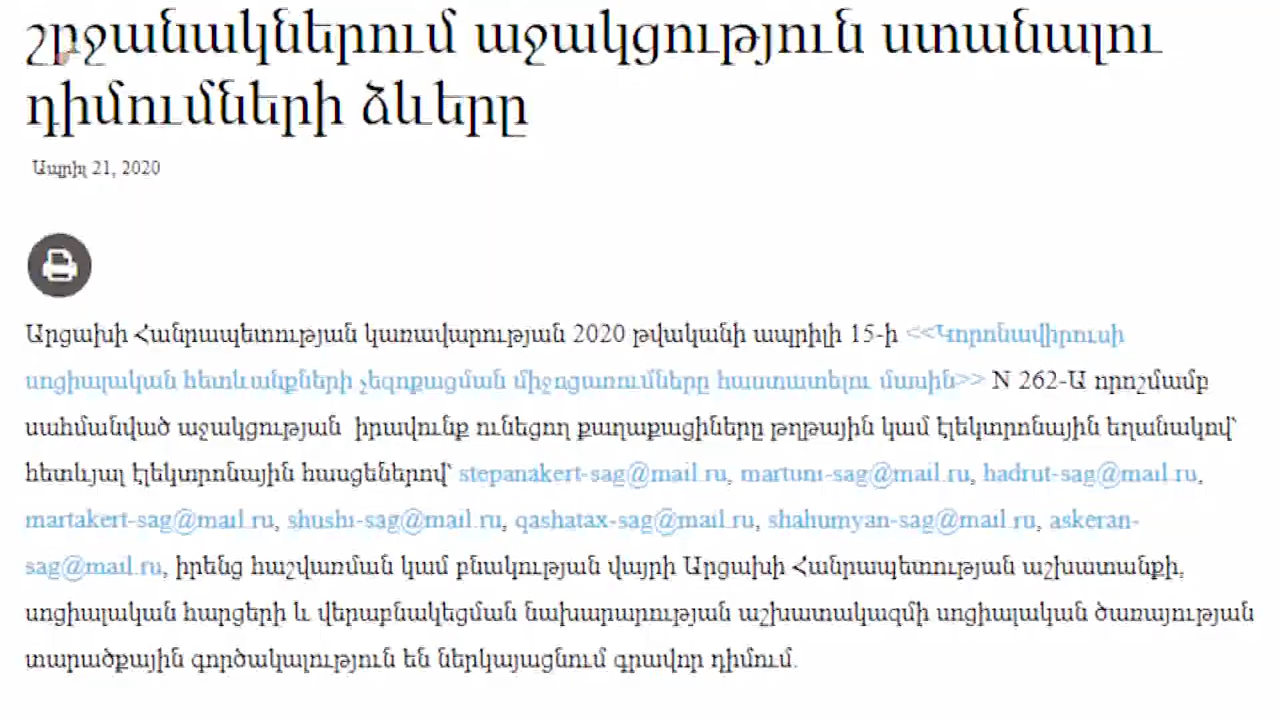 շրջանակներում աջակցություն ստանալու
դիմումների ձևերը
Ապրիլ 21, 2020
Արցախի Հանրապետության կառավարության 2020 թվականի ապրիլի 15-ի <<Կորոնավիրուսի
սոցիալական հետևանքների չեզոքացման միջոցառումները հաստատելու մասին>> N 262-Ա որոշմամբ
սահմանված աջակցության իրավունք ունեցող քաղաքացիները թղթային կամ էլեկտրոնային եղանակով՝
հետևյալ էլեկտրոնային հասցեներով՝ stepanakert-sag@mail.ru, martuni-sag@mail.ru, hadrut-sag@mail.ru,
martakert-sag@mail.ru, shushi-sag@mail.ru, qashatax-sag@mail.ru, shahumyan-sag@mail.ru, askeran-
sag@mail.ru, իրենց հաշվառման կամ բնակության վայրի Արցախի Հանրապետության աշխատանքի,
սոցիալական հարցերի և վերաբնակեցման նախարարության աշխատակազմի սոցիալական ծառայության
տարածքային գործակալություն են ներկայացնում գրավոր դիմում.